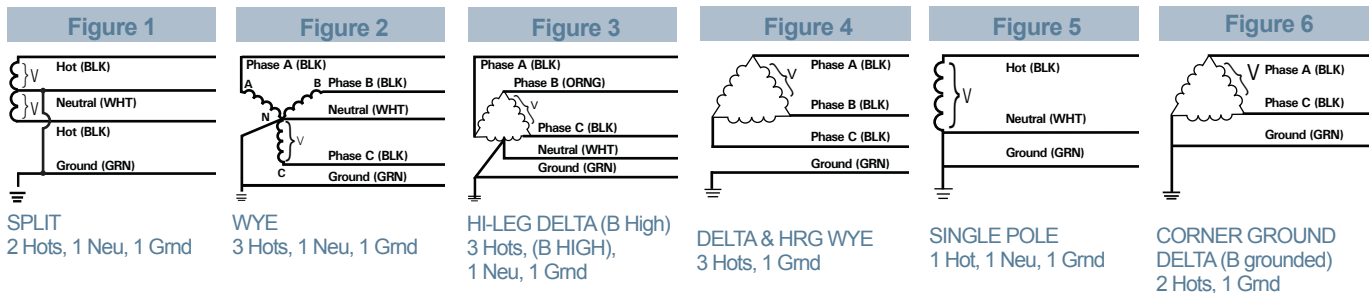 Figure 1
Hot (BLK)
V
Neutral (WHT)
V
Hot (BLK)
Ground (GRN)
SPLIT
2 Hots, 1 Neu, 1 Grnd
Figure 2
Phase A (BLK)
A
B
Phase B (BLK)
N
Neutral (WHT)
V
Phase C (BLK)
C
Ground (GRN)
WYE
3 Hots, 1 Neu, 1 Grnd
Figure 3
Phase A (BLK)
Phase B (ORNG)
V
Phase C (BLK)
Neutral (WHT)
Ground (GRN)
HI-LEG DELTA (B High)
3 Hots, (B HIGH),
1 Neu, 1 Grnd
Figure 4
Phase A (BLK)
V
Phase B (BLK)
Phase C (BLK)
Ground (GRN)
DELTA & HRG WYE
3 Hots, 1 Grnd
Figure 5
Hot (BLK)
V
Neutral (WHT)
Ground (GRN)
SINGLE POLE
1 Hot, 1 Neu, 1 Grnd
Figure 6
V Phase A (BLK)
Phase C (BLK)
Ground (GRN)
CORNER GROUND
DELTA (B grounded)
2 Hots, 1 Grnd